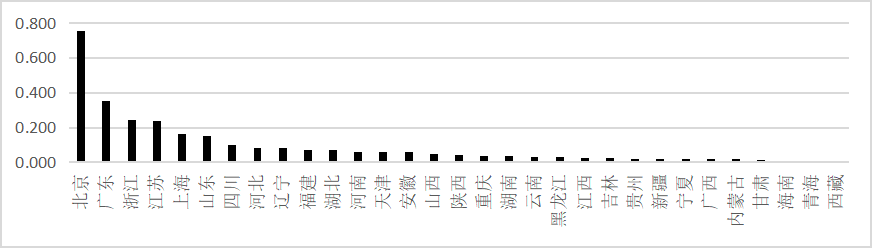 0.800
0.600
0.400
0.200
0.000
北京
广东
浙江
江苏
上海
山东
四川
河北
辽宁
福建
湖北
河南
天津
安徽
山西
陕西
重庆
湖南
云南
黑龙江
江西
吉林
贵州
新疆
宁夏
广西
内蒙古
甘肃
海南
青海
西藏